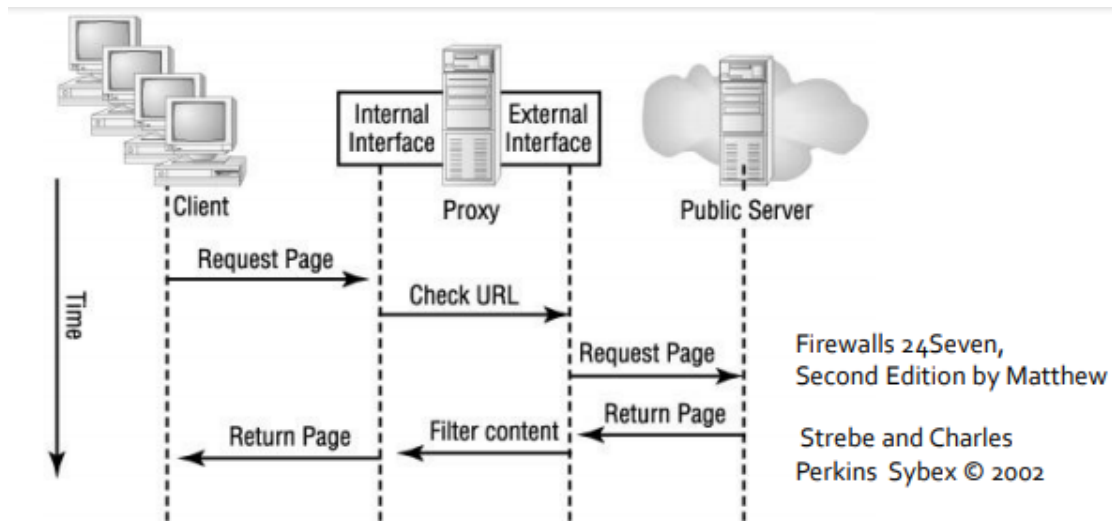 Internal
Interface
External
Interface
Client
Proxy
Public Server
Time
Request Page
Check URL
Request Page
Return Page
Filter content
Return Page
Firewalls 24Seven,
Second Edition by Matthew
Strebe and Charles
Perkins Sybex © 2002